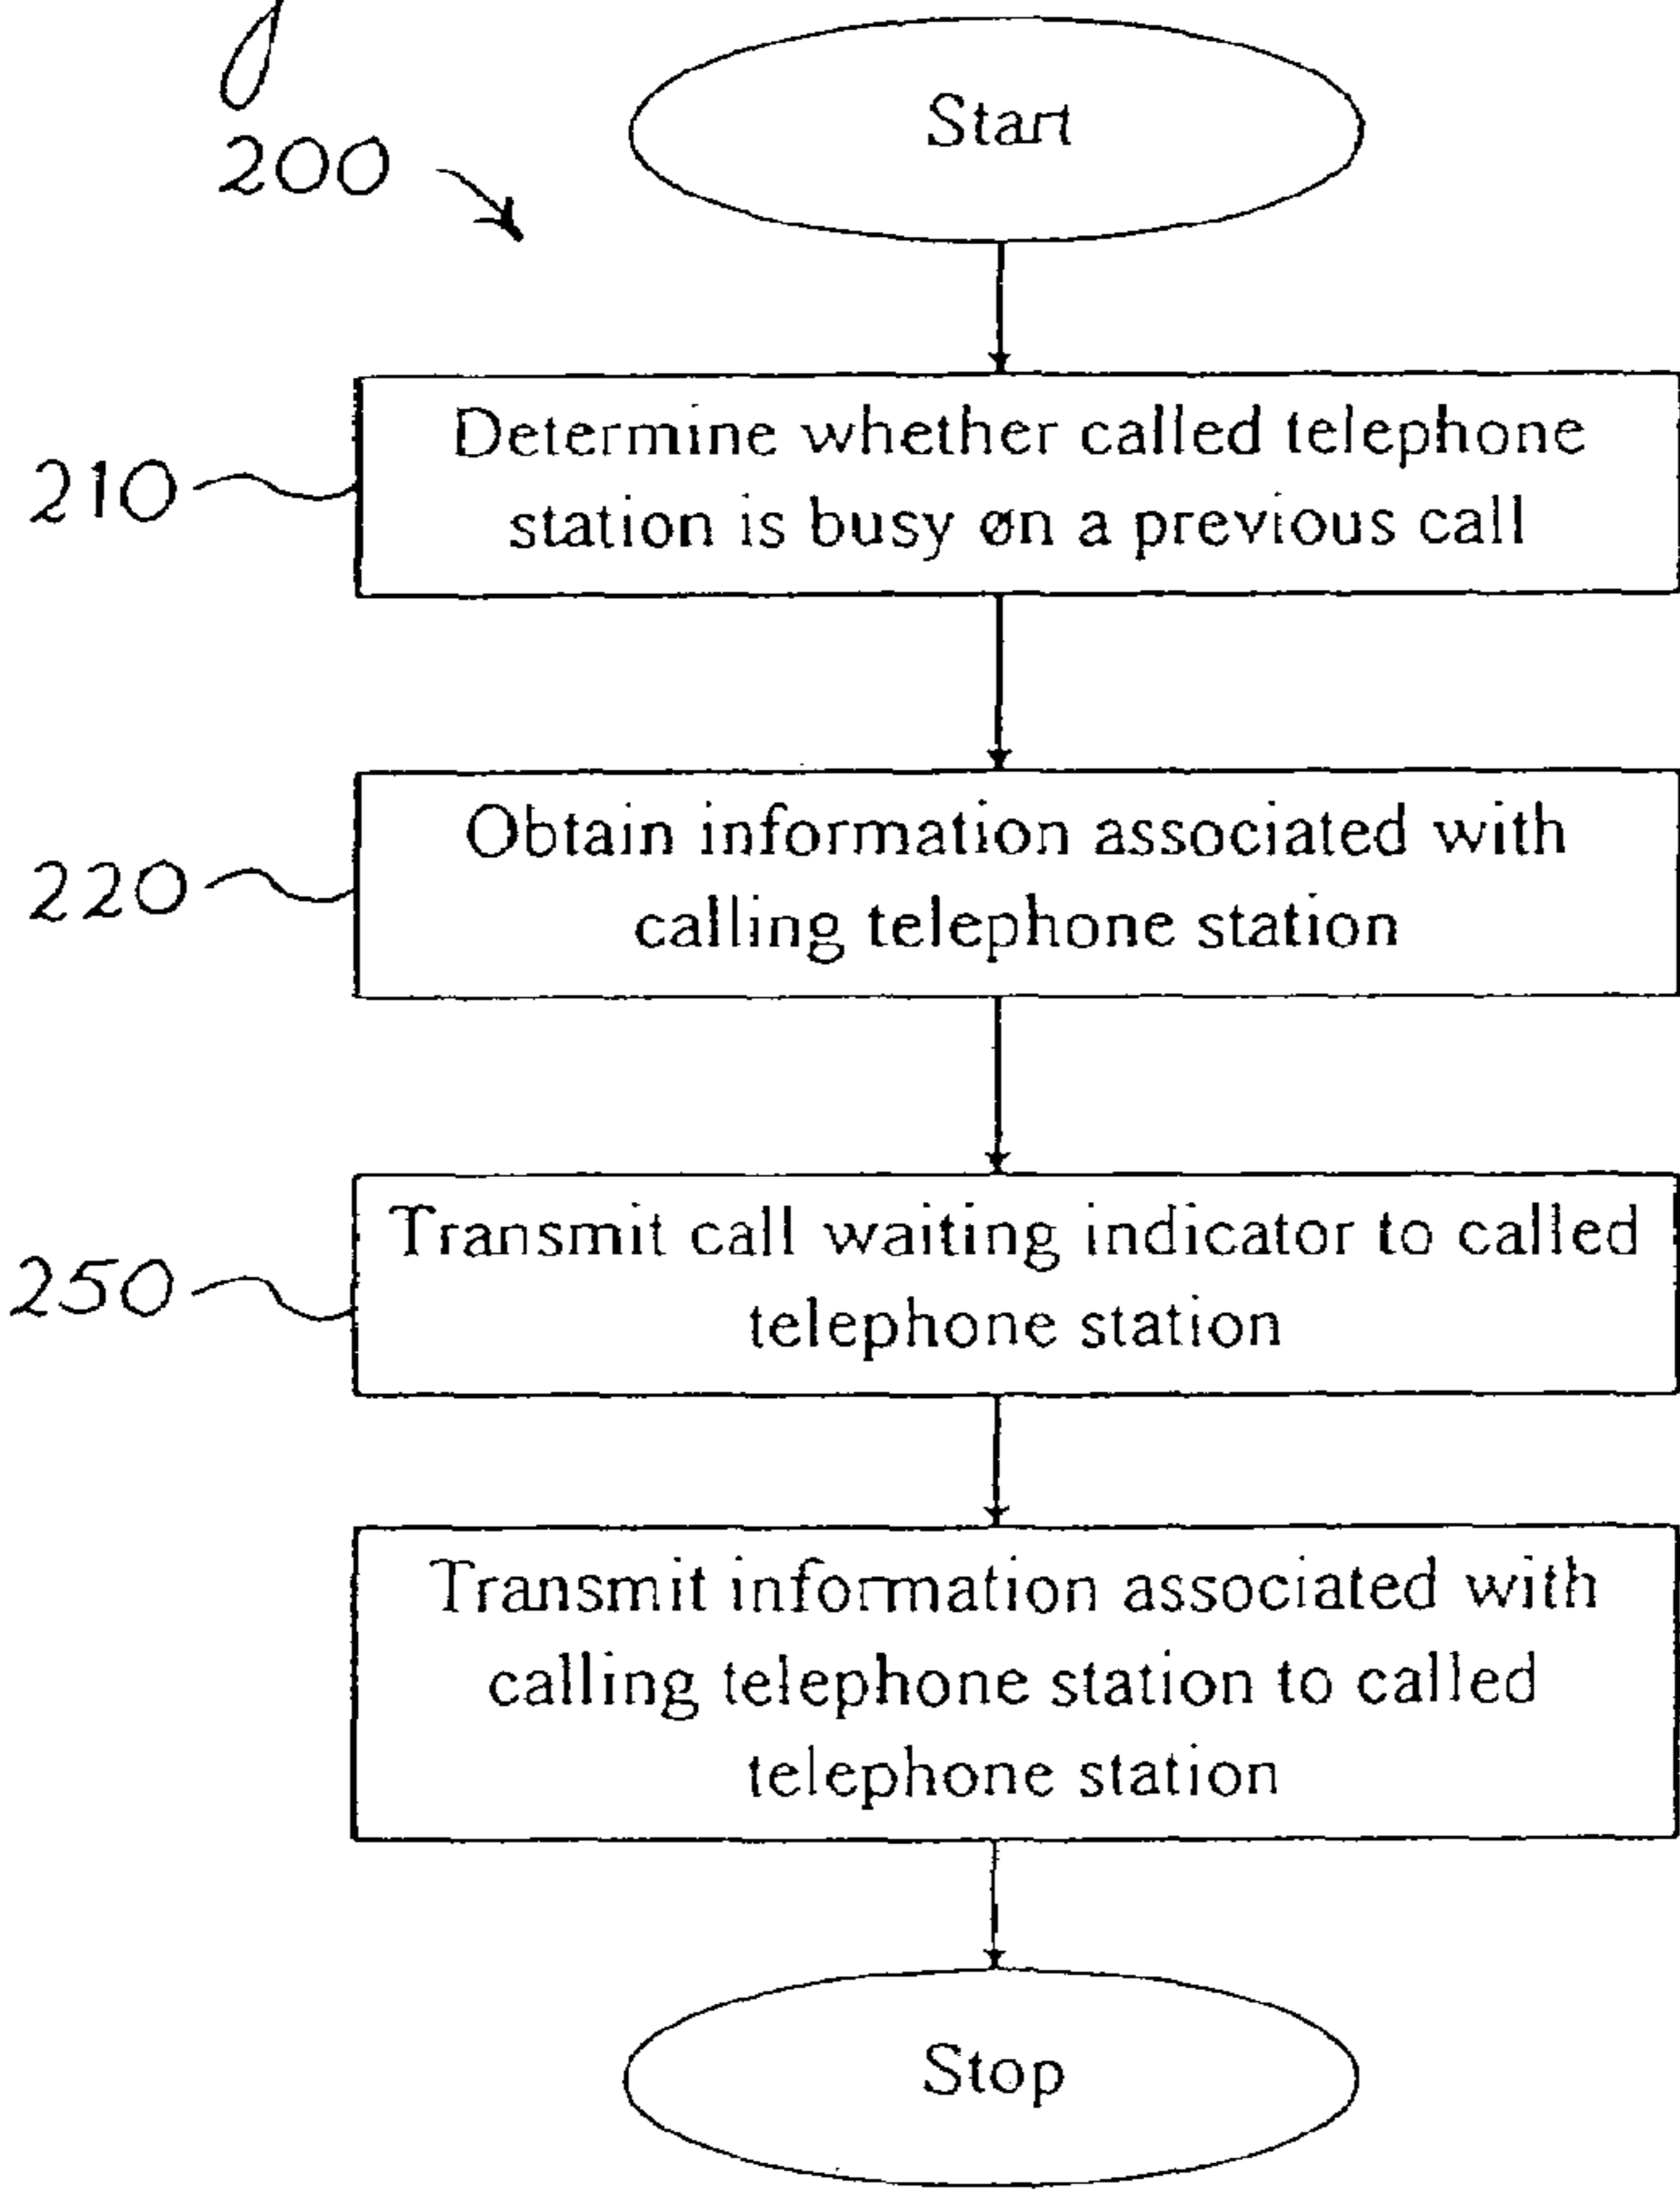 200
Start
210
Determine whether called telephone
station is busy on a previous call
220
Obtain information associated with
calling telephone station
250
Transmit call waiting indicator to called
telephone station
Transmit information associated with
calling telephone station to called
telephone station
Stop